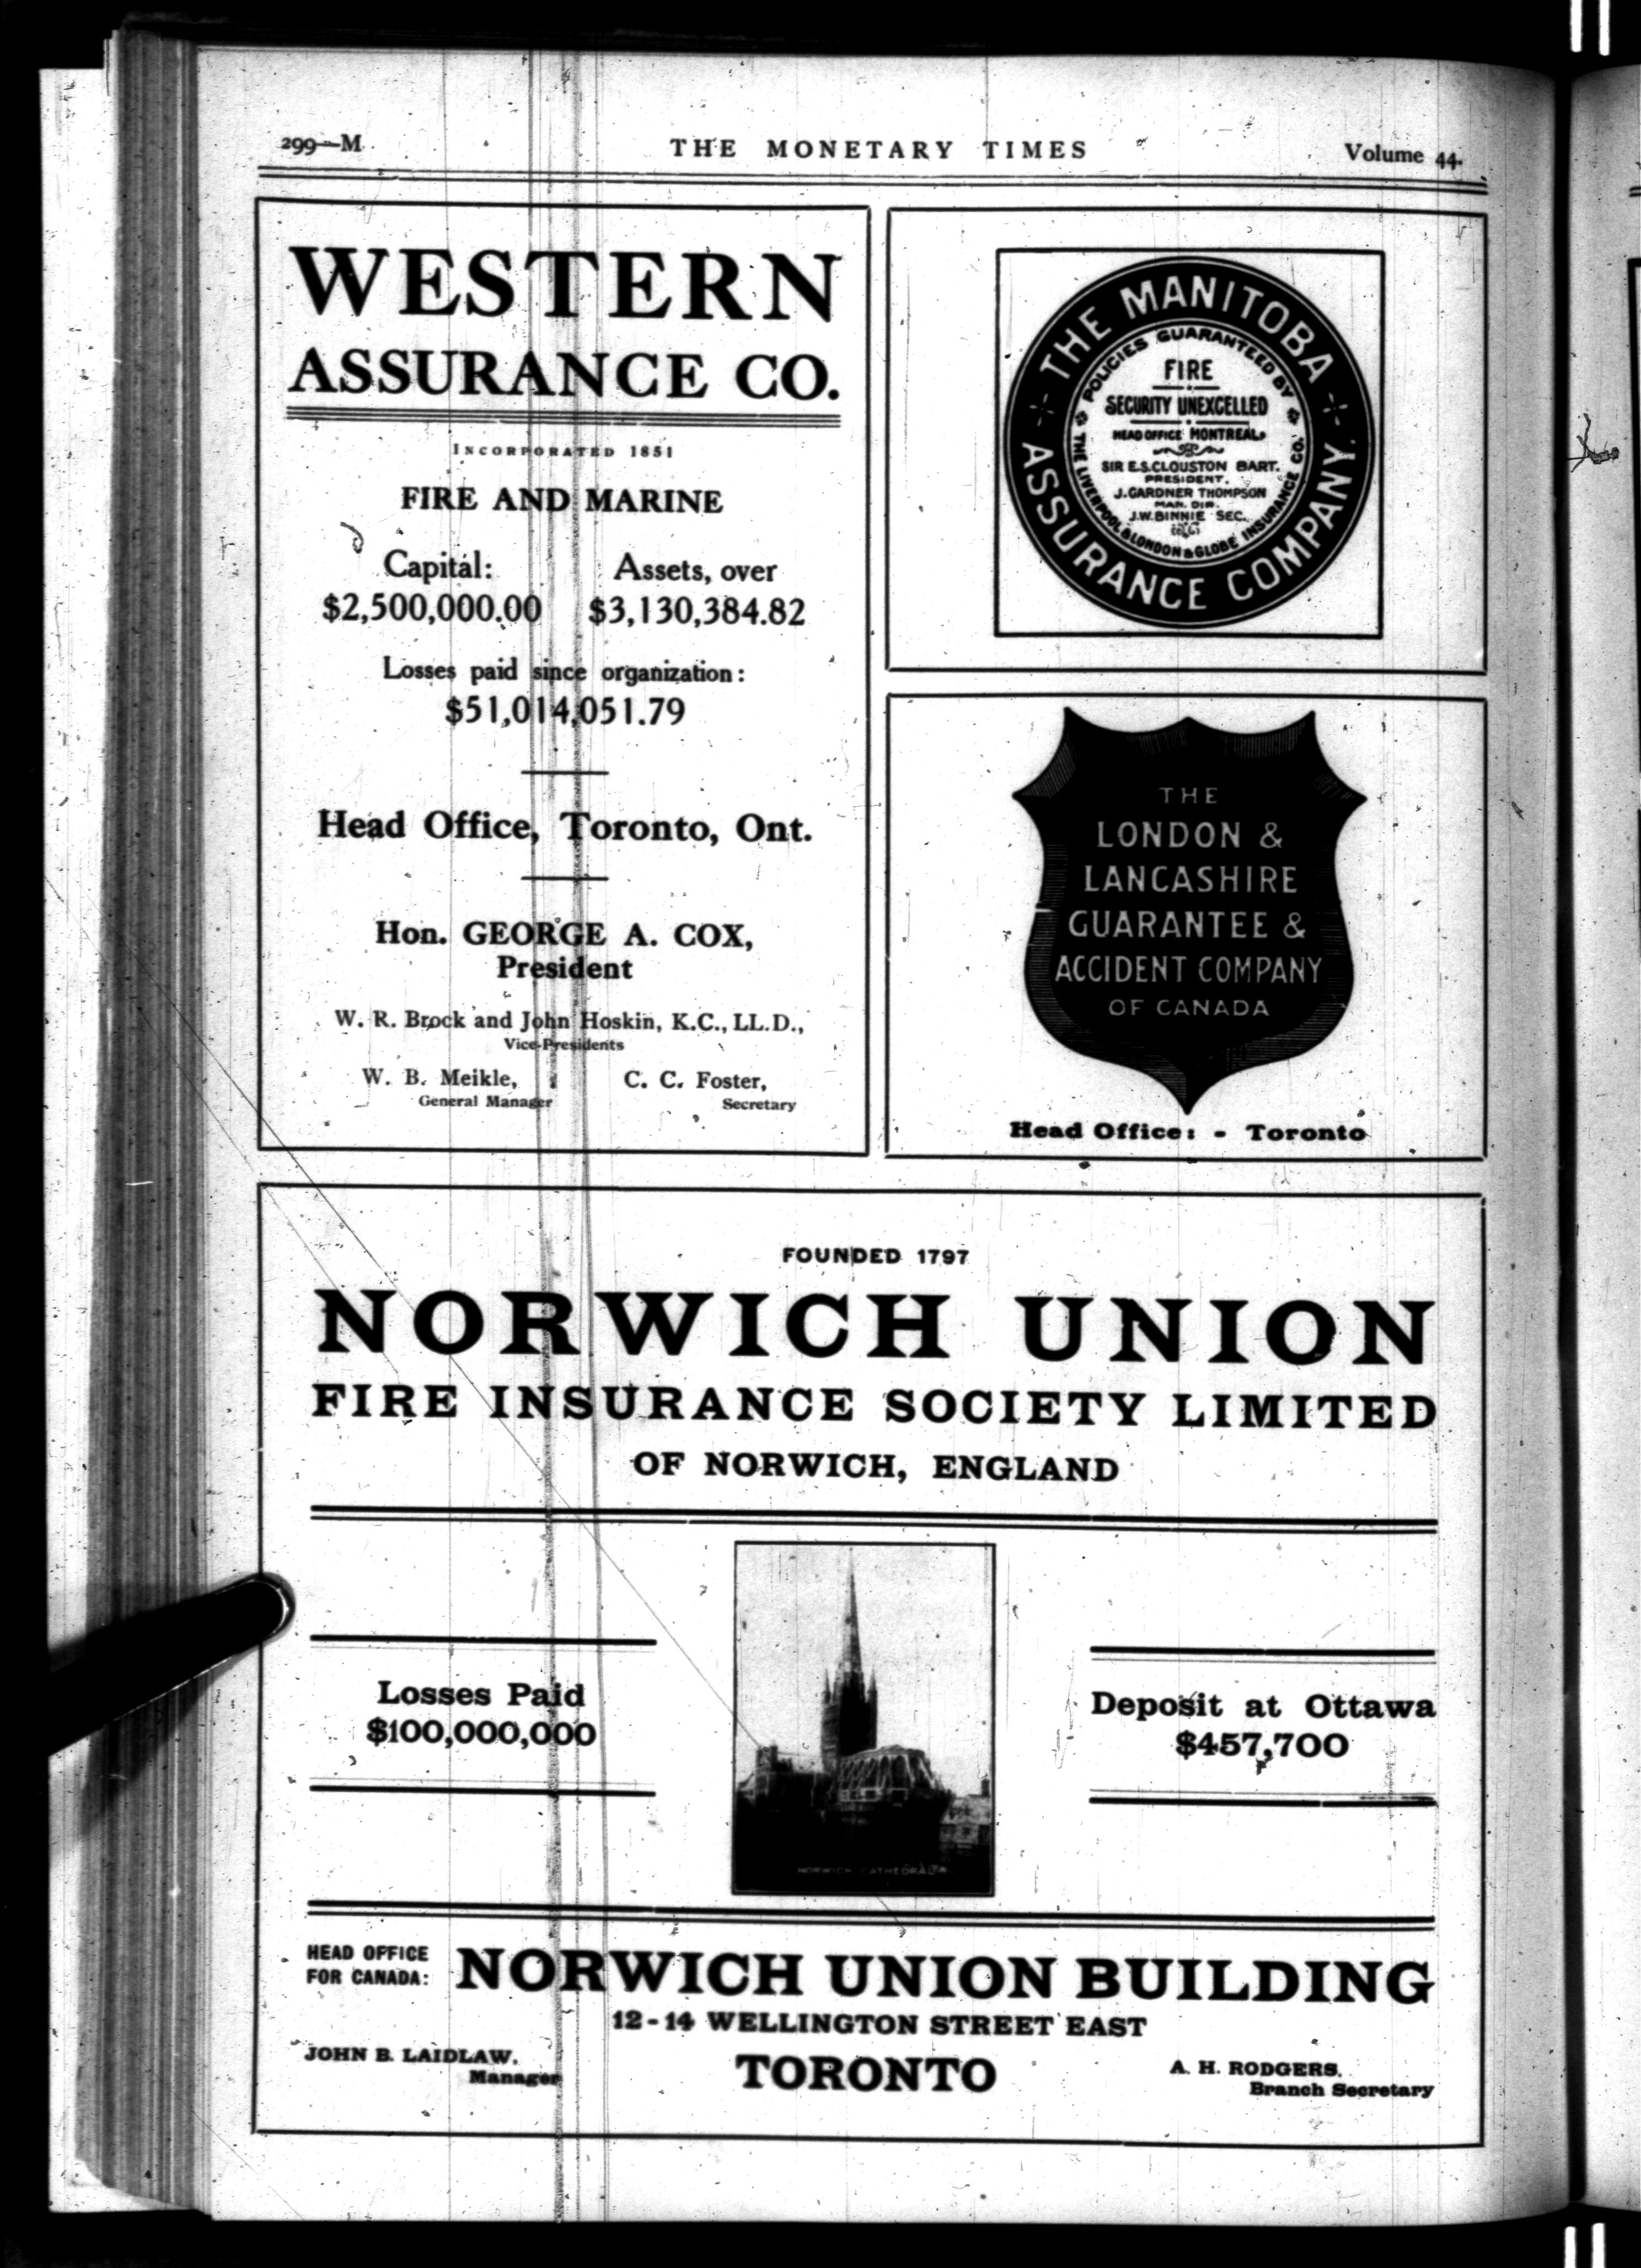 299—M
THE MONETARY TIMES
Volume 44.
WESTERN
ASSURANCE CO.
INCORPORATED 1851
FIRE AND MARINE
Capital:
$2,500,000.00
Assets, over
$3,130,384.82
Losses paid since organization:
$51,014,051.79
Head Office, Toronto, Ont.
Hon. GEORGE A. COX,
President
W. R. Brock and John Hoskin, K.C., LL.D.,
Vice-Presidents
W. B. Meikle,
General Manager
C. C. Foster,
Secretary
THE MANITOBA
ASSURANCE COMPANY
POLICIES GUARANTEED BY
THE LIVERPOOL & LONDON & GLOBE INSURANCE CO.
FIRE
SECURITY UNEXCELLED
HEAD OFFICE MONTREAL
SIR E.S.CLOUSTON BART.
PRESIDENT.
J.GARDNER THOMPSON
MAN. DIR.
J.W.BINNIE SEC.
THE
LONDON &
LANCASHIRE
GUARANTEE &
ACCIDENT COMPANY
OF CANADA
Head Office: - Toronto
FOUNDED 1797
NORWICH UNION
FIRE INSURANCE SOCIETY LIMITED
OF NORWICH, ENGLAND
Losses Paid
$100,000,000
NORWICH CATHEDRAL
Deposit at Ottawa
$457,700
HEAD OFFICE
FOR CANADA:
NORWICH UNION BUILDING
12-14 WELLINGTON STREET EAST
JOHN B. LAIDLAW,
Manager
TORONTO
A. H. RODGERS,
Branch Secretary